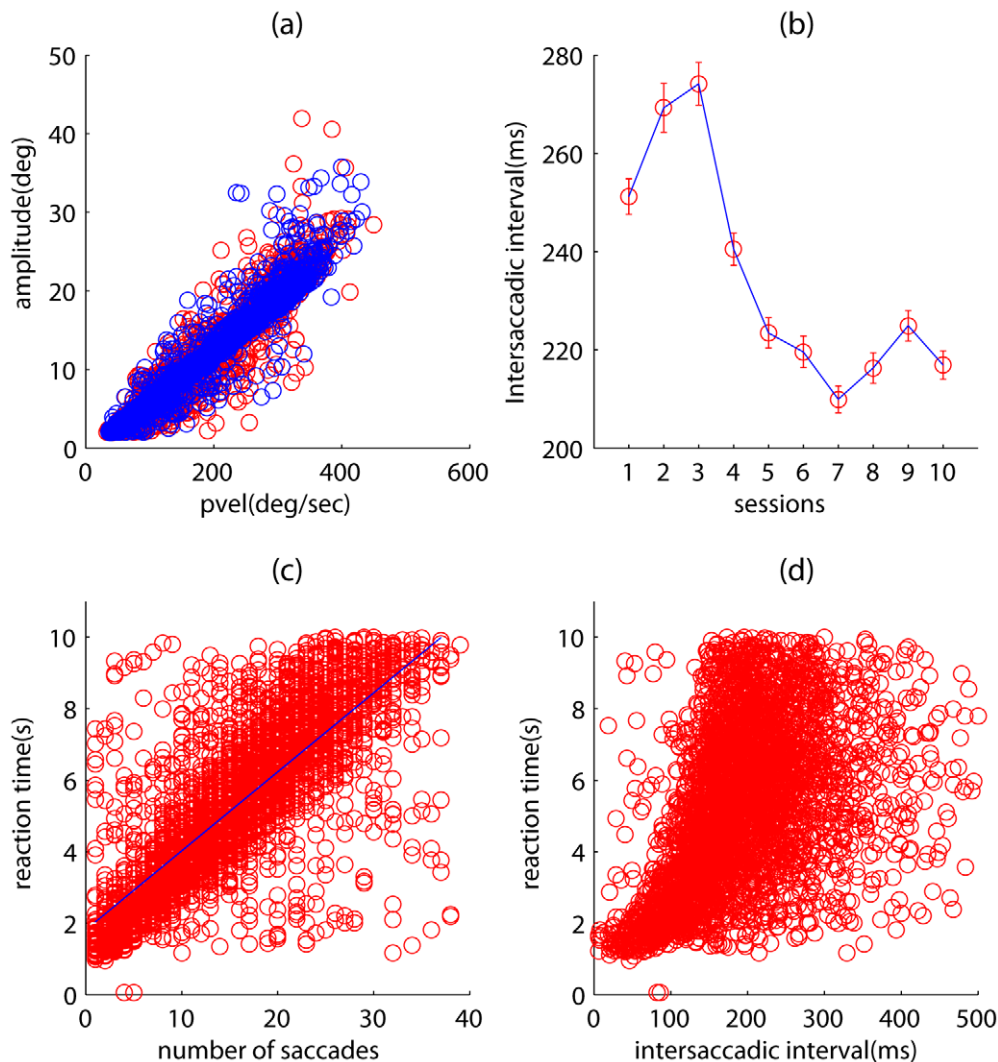 (a)
50
40
30
20
10
0
amplitude(deg)
0 200 400 600
pvel(deg/sec)
(b)
280
260
240
220
200
Intersaccadic interval(ms)
1 2 3 4 5 6 7 8 9 10
sessions
(c)
10
8
6
4
2
0
reaction time(s)
0 10 20 30 40
number of saccades
(d)
10
8
6
4
2
0
reaction time(s)
0 100 200 300 400 500
intersaccadic interval(ms)